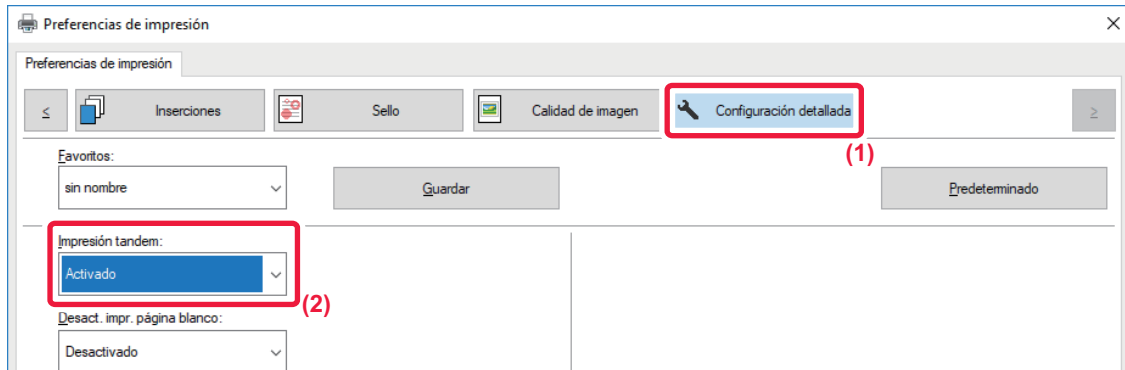 Preferencias de impresión
Preferencias de impresión
< Inserciones Sello Calidad de imagen Configuración detallada >
(1)
Favoritos:
sin nombre Guardar Predeterminado
Impresión tandem:
Activado
(2)
Desact. impr. página blanco:
Desactivado